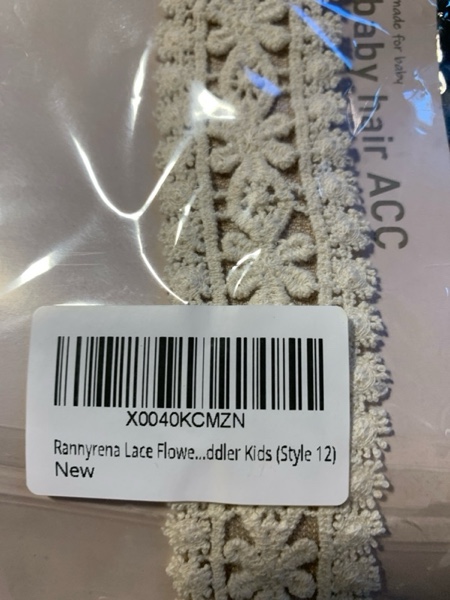 made for baby
baby hair ACC
X0040KCMZN
Rannyrena Lace Flowe...ddler Kids (Style 12)
New